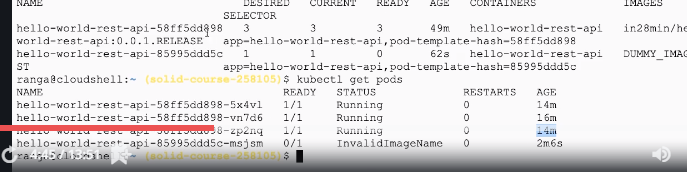 NAME DESIRED CURRENT READY AGE CONTAINERS IMAGES
SELECTOR
hello-world-rest-api-58ff5dd898 3 3 3 49m hello-world-rest-api in28min/he
world-rest-api:0.0.1.RELEASE app=hello-world-rest-api,pod-template-hash=58ff5dd898
hello-world-rest-api-85995ddd5c 1 1 0 62s hello-world-rest-api DUMMY_IMAG
ST app=hello-world-rest-api,pod-template-hash=85995ddd5c
ranga@cloudshell:~ (solid-course-258105)$ kubectl get pods
NAME READY STATUS RESTARTS AGE
hello-world-rest-api-58ff5dd898-5x4vl 1/1 Running 0 14m
hello-world-rest-api-58ff5dd898-vn7d6 1/1 Running 0 16m
hello-world-rest-api-58ff5dd898-zp2nq 1/1 Running 0 14m
hello-world-rest-api-85995ddd5c-msjsm 0/1 InvalidImageName 0 2m6s
(solid-course-258105)$